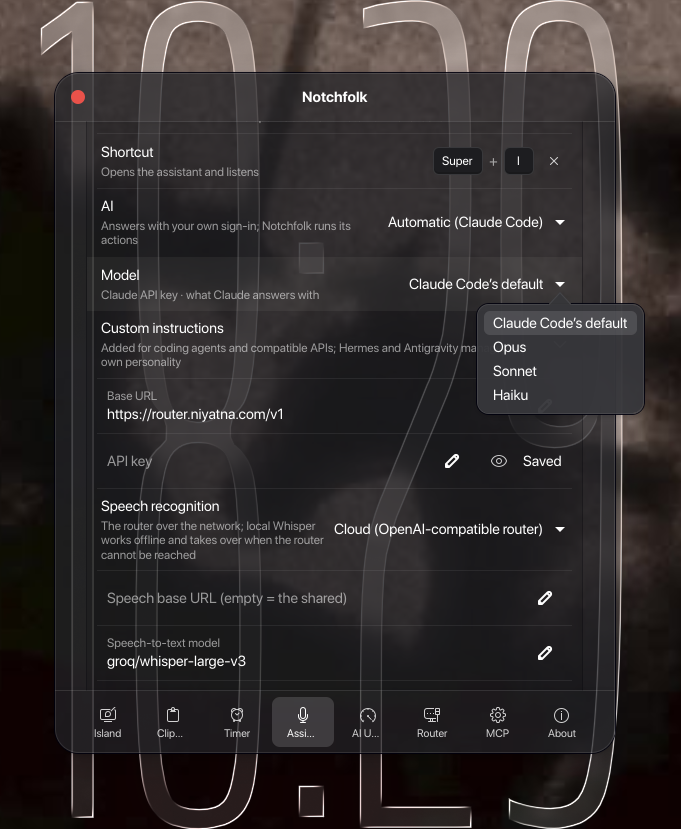 10:29
Notchfolk
Shortcut
Opens the assistant and listens
Super + I ×
AI
Answers with your own sign-in; Notchfolk runs its
actions
Automatic (Claude Code)
Model
Claude API key · what Claude answers with
Claude Code's default
Claude Code's default
Opus
Sonnet
Haiku
Custom instructions
Added for coding agents and compatible APIs; Hermes and Antigravity
own personality
Base URL
https://router.niyatna.com/v1
API key
Saved
Speech recognition
The router over the network; local Whisper
works offline and takes over when the router
cannot be reached
Cloud (OpenAI-compatible router)
Speech base URL (empty = the shared)
Speech-to-text model
groq/whisper-large-v3
Island
Clip...
Timer
Assi...
AI U...
Router
MCP
About